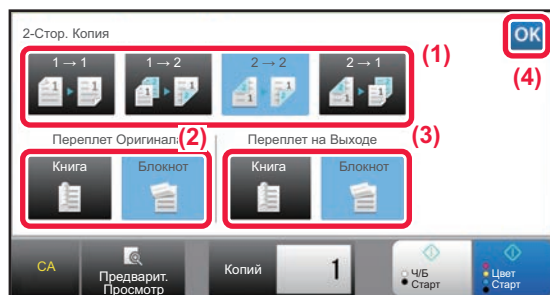 2-Стор. Копия
OK
(1)
(4)
1 → 1
1 → 2
2 → 2
2 → 1
Переплет Оригинала
(2)
Переплет на Выходе
(3)
Книга
Блокнот
Книга
Блокнот
CA
Предварит.
Просмотр
Копий
1
Ч/Б
Старт
Цвет
Старт